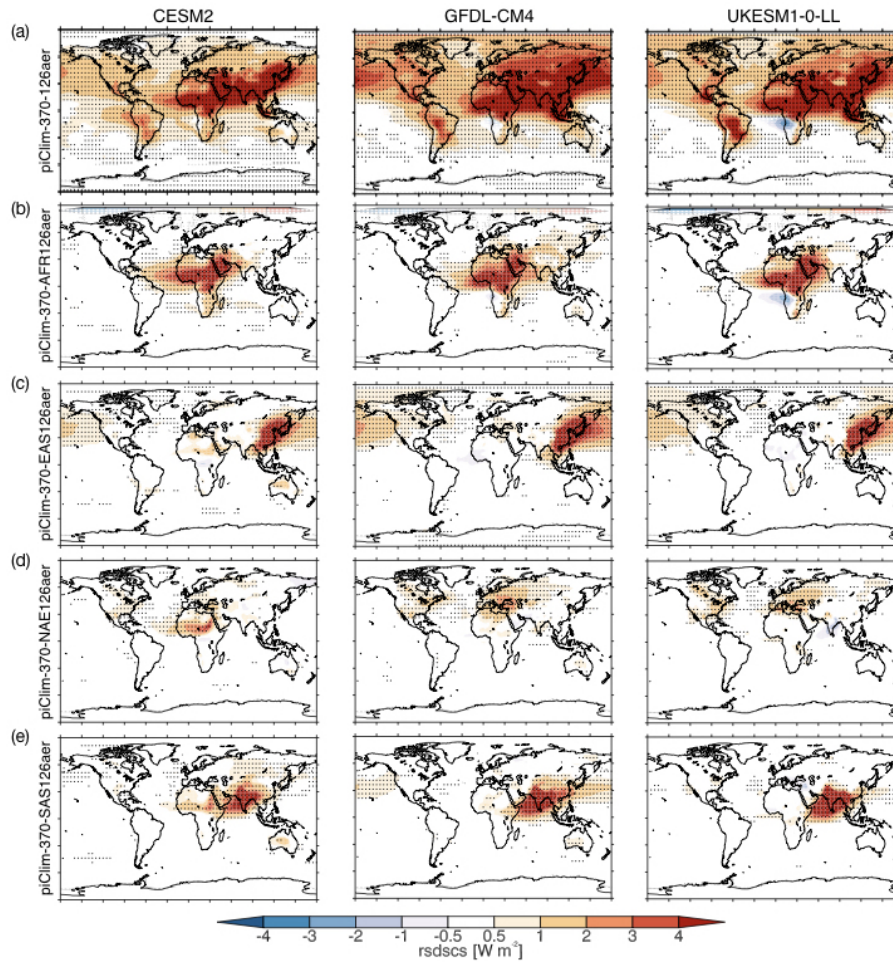 CESM2 GFDL-CM4 UKESM1-0-LL
(a)
piClim-370-126aer
(b)
piClim-370-AFR126aer
(c)
piClim-370-EAS126aer
(d)
piClim-370-NAE126aer
(e)
piClim-370-SAS126aer
-4 -3 -2 -1 -0.5 0.5 1 2 3 4
rsdscs [W m⁻²]